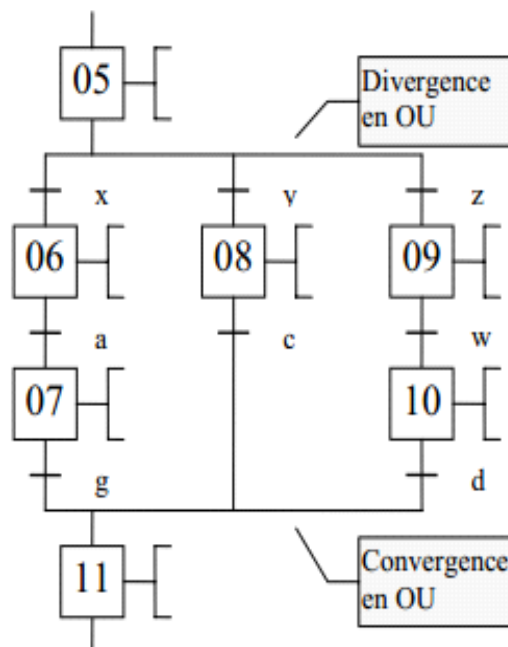 05
Divergence
en OU
x y z
06 08 09
a c w
07 10
g d
11
Convergence
en OU